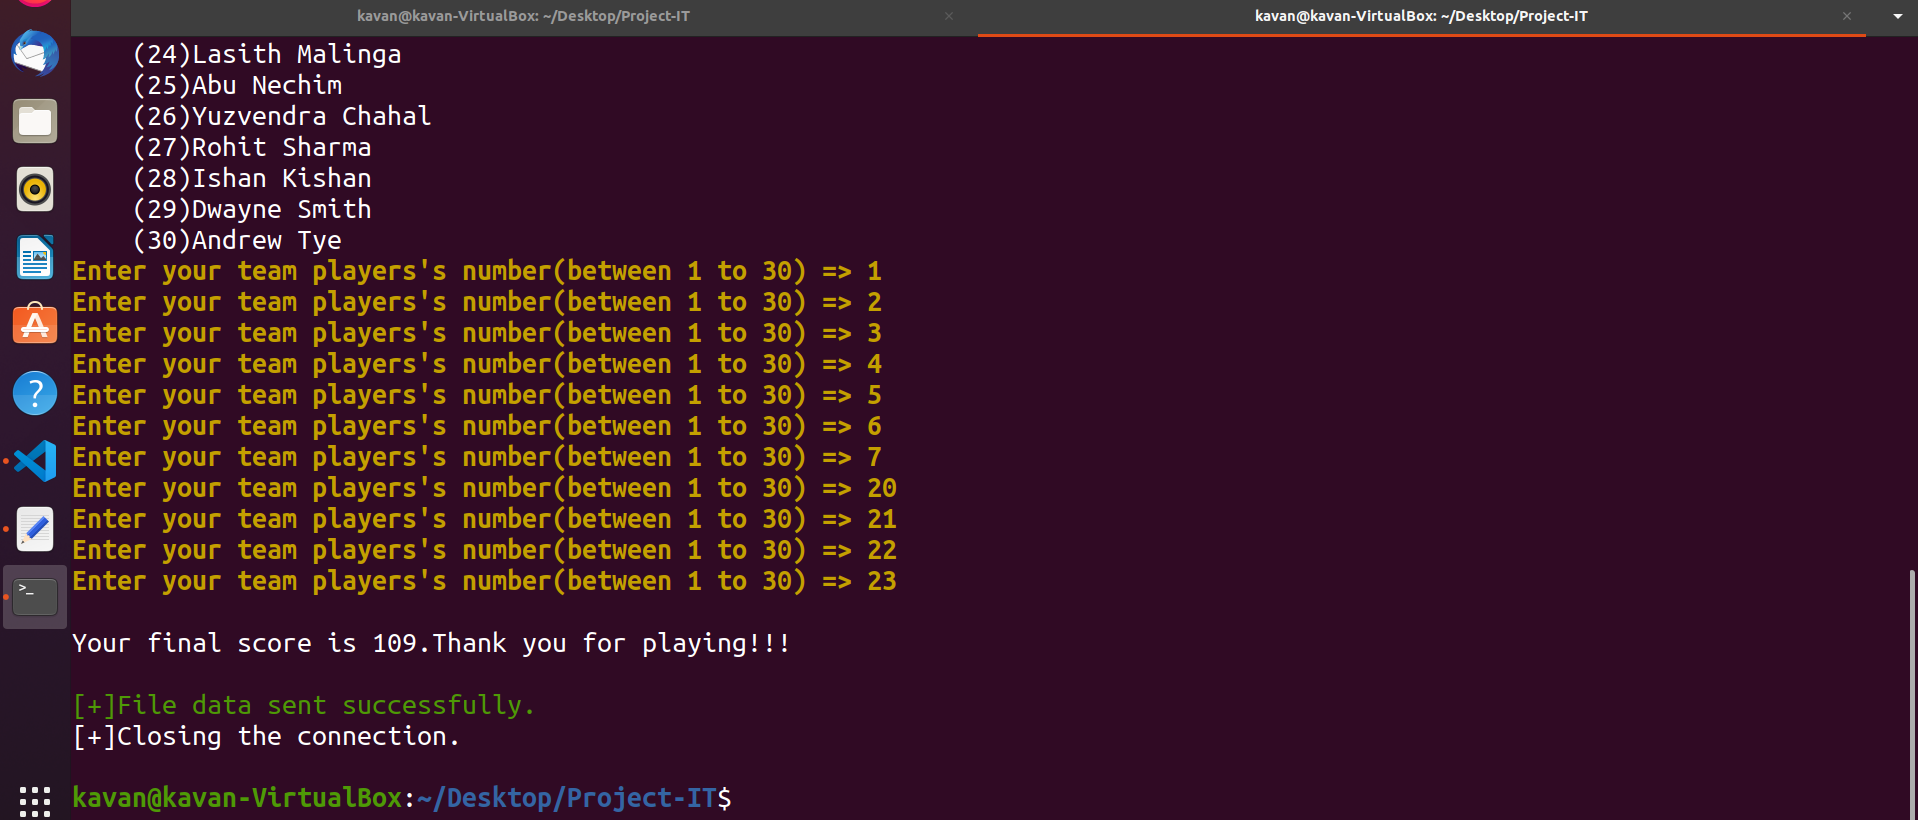 kavan@kavan-VirtualBox: ~/Desktop/Project-IT
kavan@kavan-VirtualBox: ~/Desktop/Project-IT
(24)Lasith Malinga
(25)Abu Nechim
(26)Yuzvendra Chahal
(27)Rohit Sharma
(28)Ishan Kishan
(29)Dwayne Smith
(30)Andrew Tye
Enter your team players's number(between 1 to 30) => 1
Enter your team players's number(between 1 to 30) => 2
Enter your team players's number(between 1 to 30) => 3
Enter your team players's number(between 1 to 30) => 4
Enter your team players's number(between 1 to 30) => 5
Enter your team players's number(between 1 to 30) => 6
Enter your team players's number(between 1 to 30) => 7
Enter your team players's number(between 1 to 30) => 20
Enter your team players's number(between 1 to 30) => 21
Enter your team players's number(between 1 to 30) => 22
Enter your team players's number(between 1 to 30) => 23
Your final score is 109.Thank you for playing!!!
[+]File data sent successfully.
[+]Closing the connection.
kavan@kavan-VirtualBox:~/Desktop/Project-IT$